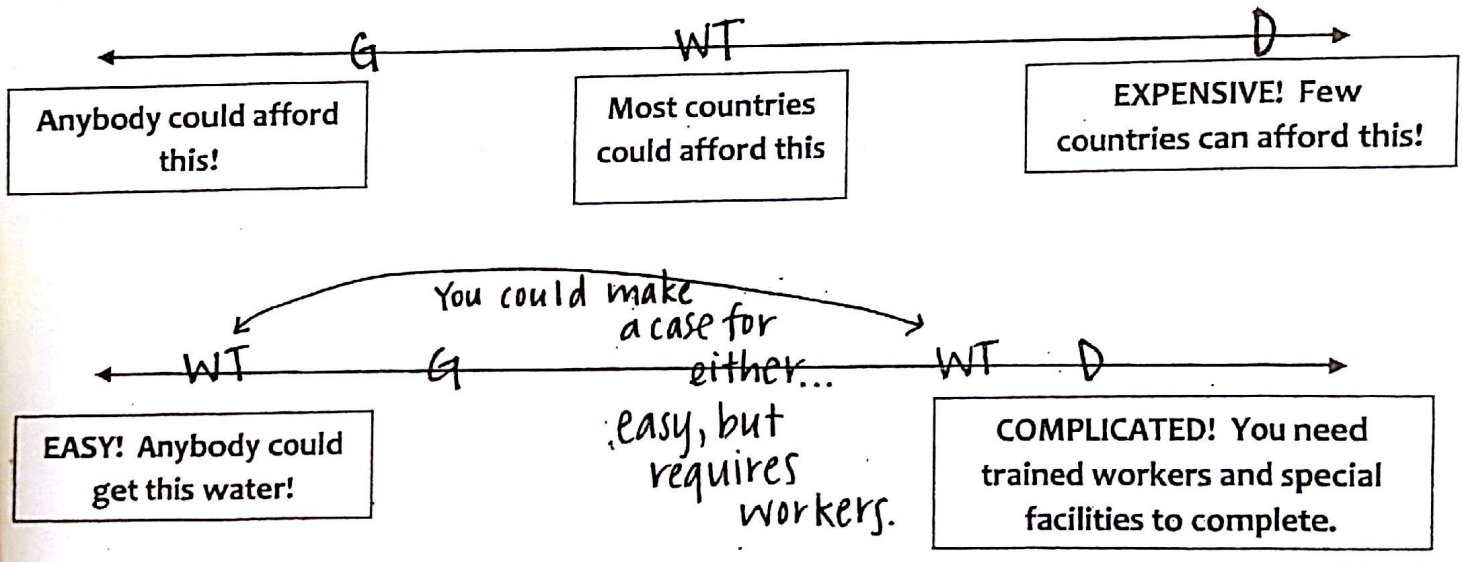 G WT D
Anybody could afford
this!
Most countries
could afford this
EXPENSIVE! Few
countries can afford this!
You could make
a case for
either...
easy, but
requires
workers.
WT G WT D
EASY! Anybody could
get this water!
COMPLICATED! You need
trained workers and special
facilities to complete.